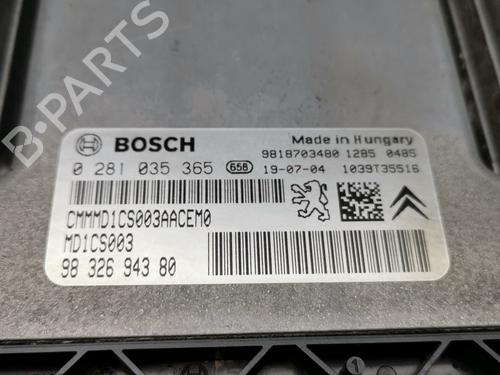 B-PARTS
BOSCH
Made in Hungary
0 281 035 365 658
9818703480 1285 0485
19-07-04 1039T35516
CMMMD1CS003AACEM0
MD1CS003
98 326 943 80
1